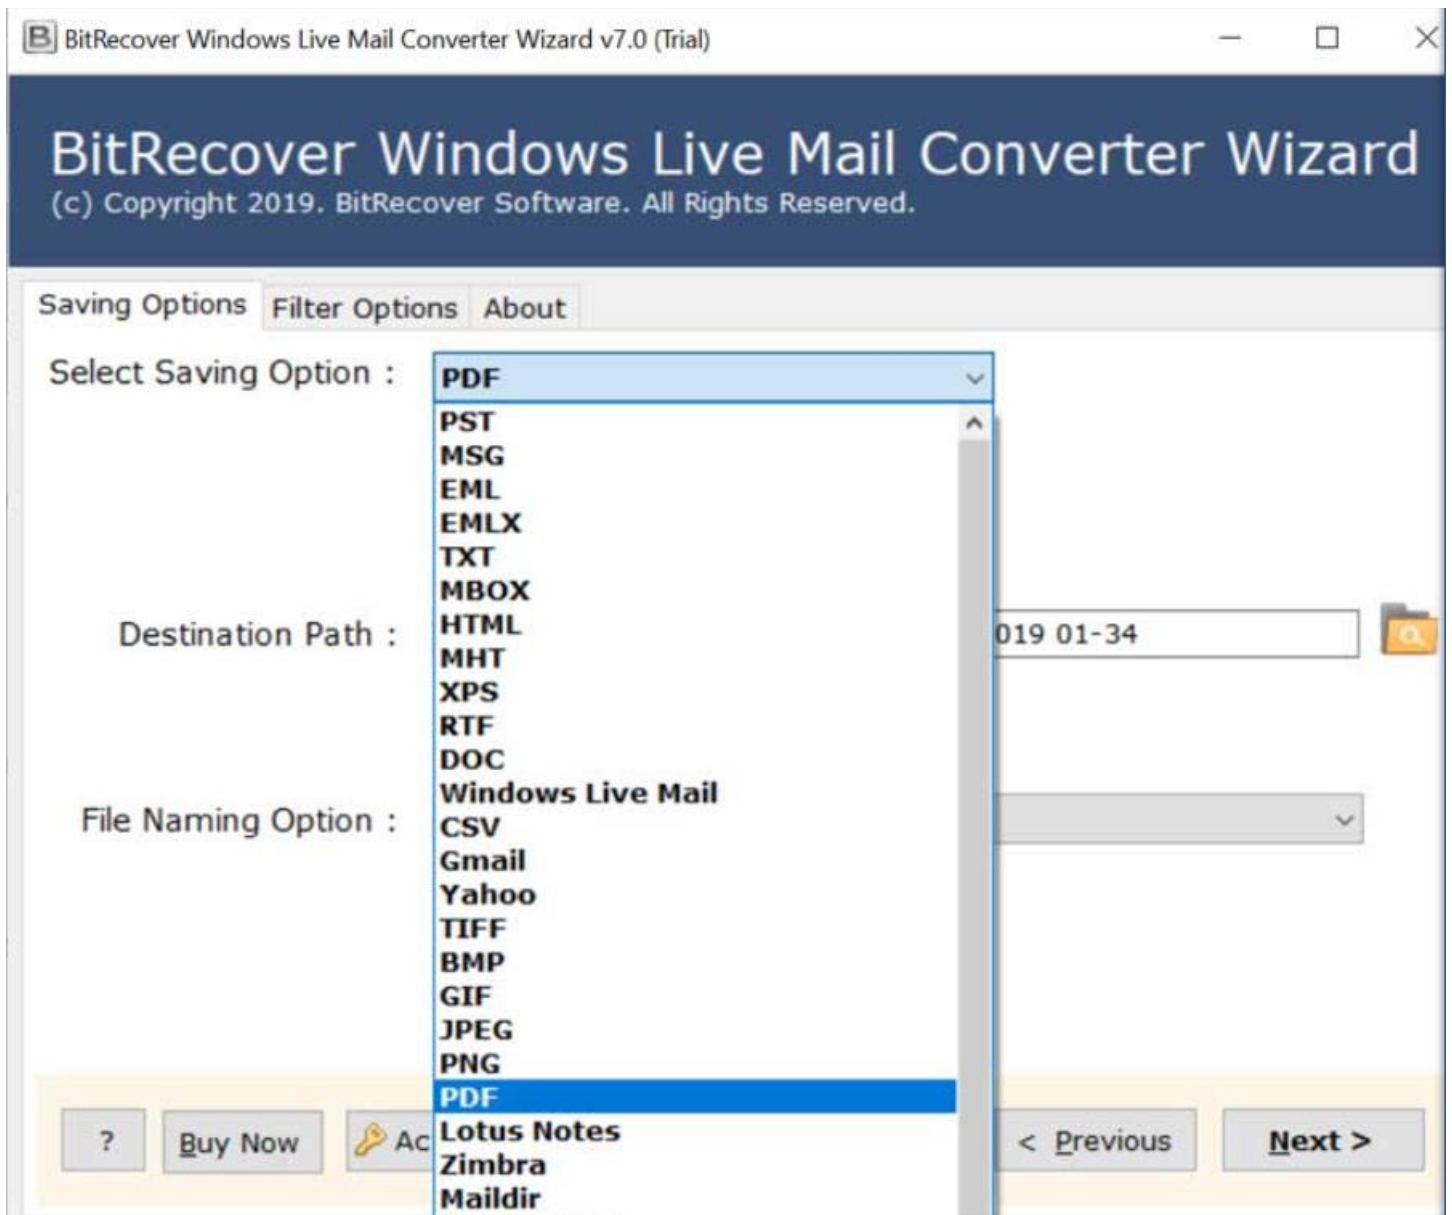 BitRecover Windows Live Mail Converter Wizard v7.0 (Trial)
BitRecover Windows Live Mail Converter Wizard
(c) Copyright 2019. BitRecover Software. All Rights Reserved.
Saving Options Filter Options About
Select Saving Option : PDF
PST
MSG
EML
EMLX
TXT
MBOX
HTML
Destination Path : 019 01-34
MHT
XPS
RTF
DOC
Windows Live Mail
File Naming Option :
CSV
Gmail
Yahoo
TIFF
BMP
GIF
JPEG
PNG
PDF
Lotus Notes
Zimbra
Maildir
? Buy Now Ac < Previous Next >